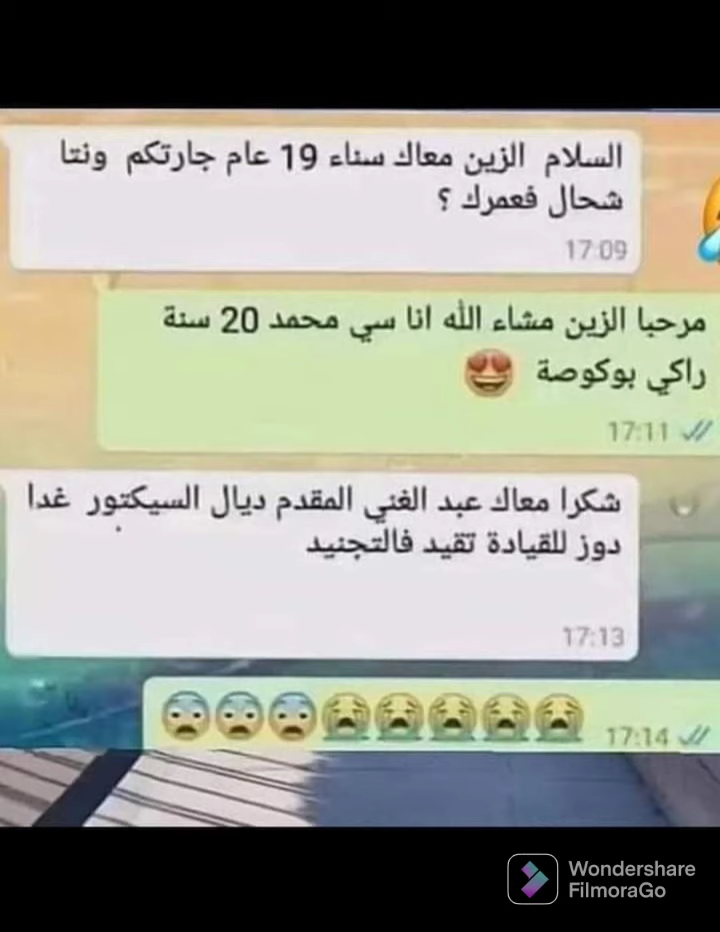 السلام الزين معاك سناء 19 عام جارتكم ونتا
شحال فعمرك ؟
17:09
مرحبا الزين مشاء الله انا سي محمد 20 سنة
راكي بوكوصة 😍
17:11
شكرا معاك عبد الغني المقدم ديال السيكتور غدا
دوز للقيادة تقيد فالتجنيد
17:13
😨😨😨😭😭😭😭😭
17:14
Wondershare
FilmoraGo